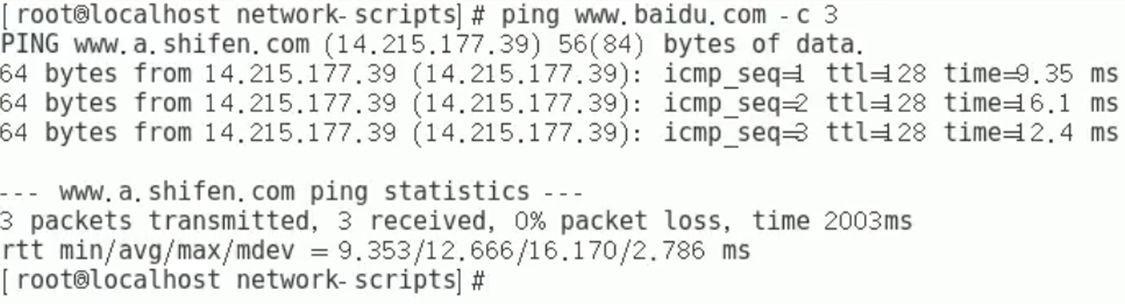 [root@localhost network-scripts]# ping www.baidu.com -c 3
PING www.a.shifen.com (14.215.177.39) 56(84) bytes of data.
64 bytes from 14.215.177.39 (14.215.177.39): icmp_seq=1 ttl=128 time=9.35 ms
64 bytes from 14.215.177.39 (14.215.177.39): icmp_seq=2 ttl=128 time=16.1 ms
64 bytes from 14.215.177.39 (14.215.177.39): icmp_seq=3 ttl=128 time=12.4 ms
--- www.a.shifen.com ping statistics ---
3 packets transmitted, 3 received, 0% packet loss, time 2003ms
rtt min/avg/max/mdev = 9.353/12.666/16.170/2.786 ms
[root@localhost network-scripts]#